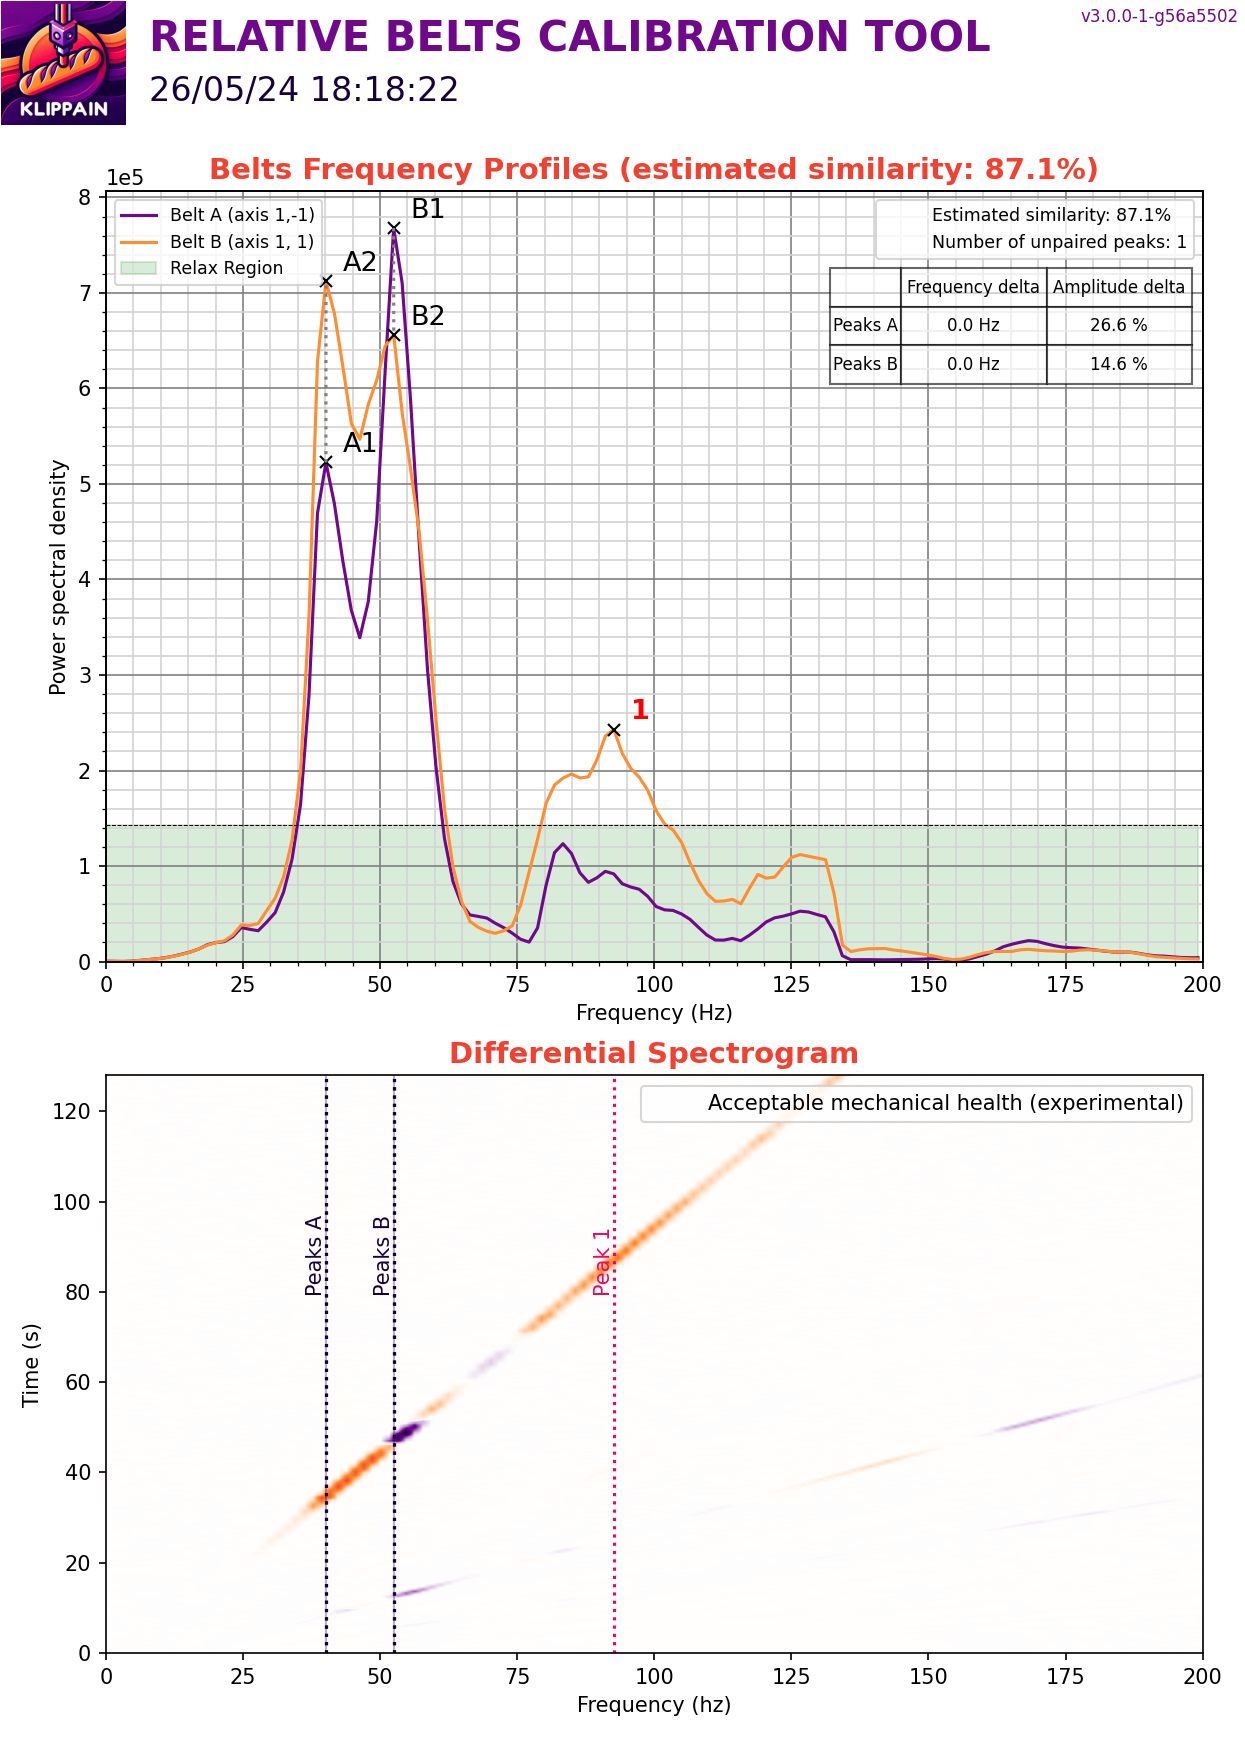 v3.0.0-1-g56a5502
RELATIVE BELTS CALIBRATION TOOL
26/05/24 18:18:22
KLIPPAIN
Belts Frequency Profiles (estimated similarity: 87.1%)
1e5
Belt A (axis 1,-1)
Belt B (axis 1, 1)
Relax Region
Estimated similarity: 87.1%
Number of unpaired peaks: 1
Frequency delta Amplitude delta
Peaks A 0.0 Hz 26.6 %
Peaks B 0.0 Hz 14.6 %
B1
A2
B2
A1
1
8
7
6
5
4
3
2
1
0
Power spectral density
0 25 50 75 100 125 150 175 200
Frequency (Hz)
Differential Spectrogram
Acceptable mechanical health (experimental)
Peaks A
Peaks B
Peak 1
120
100
80
60
40
20
0
Time (s)
0 25 50 75 100 125 150 175 200
Frequency (hz)